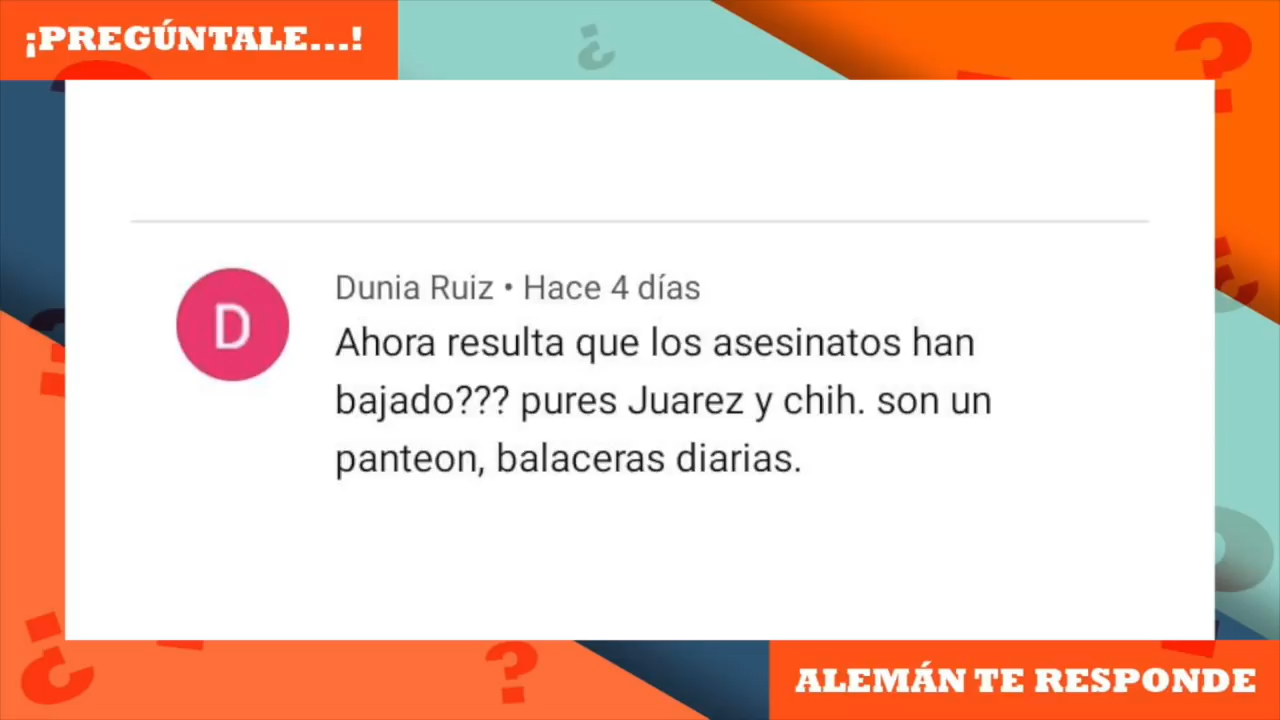 ¡PREGÚNTALE...!
Dunia Ruiz • Hace 4 días
Ahora resulta que los asesinatos han
bajado??? pures Juarez y chih. son un
panteon, balaceras diarias.
D
ALEMÁN TE RESPONDE